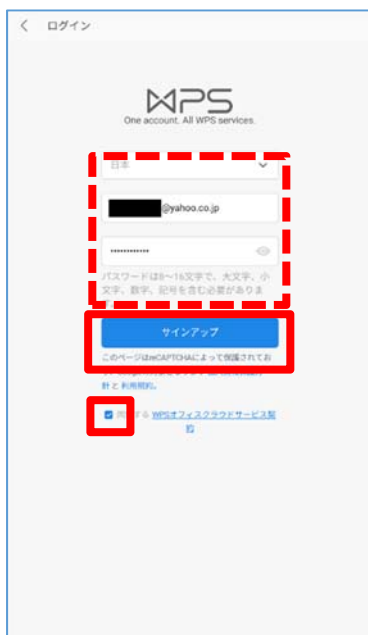 ログイン
WPS
One account. All WPS services.
日本
@yahoo.co.jp
パスワードは8~16文字で、大文字、小
文字、数字、記号を含む必要がありま
サインアップ
このページはreCAPTCHAによって保護されてお
計と 利用規約。
する WPSオフィスクラウドサービス契
約